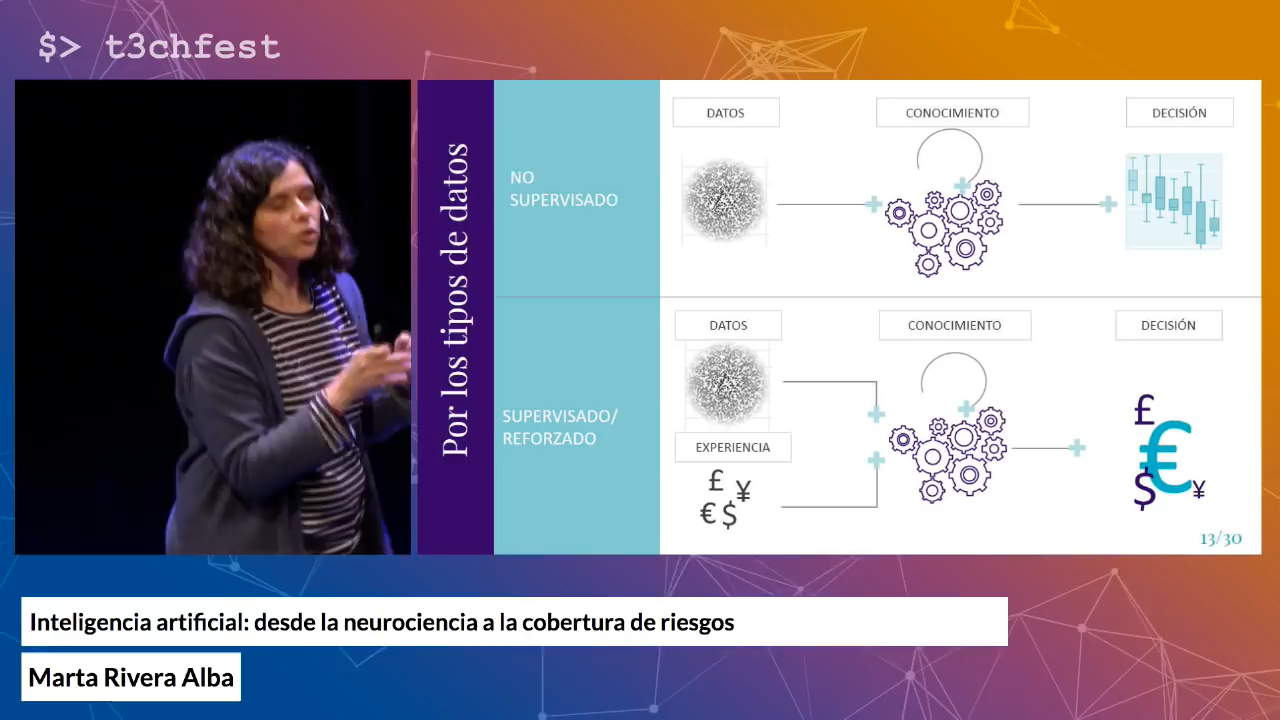 $> t3chfest
Por los tipos de datos
NO
SUPERVISADO
DATOS
CONOCIMIENTO
DECISIÓN
SUPERVISADO/
REFORZADO
DATOS
CONOCIMIENTO
DECISIÓN
EXPERIENCIA
£ ¥
€ $
£
€
$ ¥
13/30
Inteligencia artificial: desde la neurociencia a la cobertura de riesgos
Marta Rivera Alba